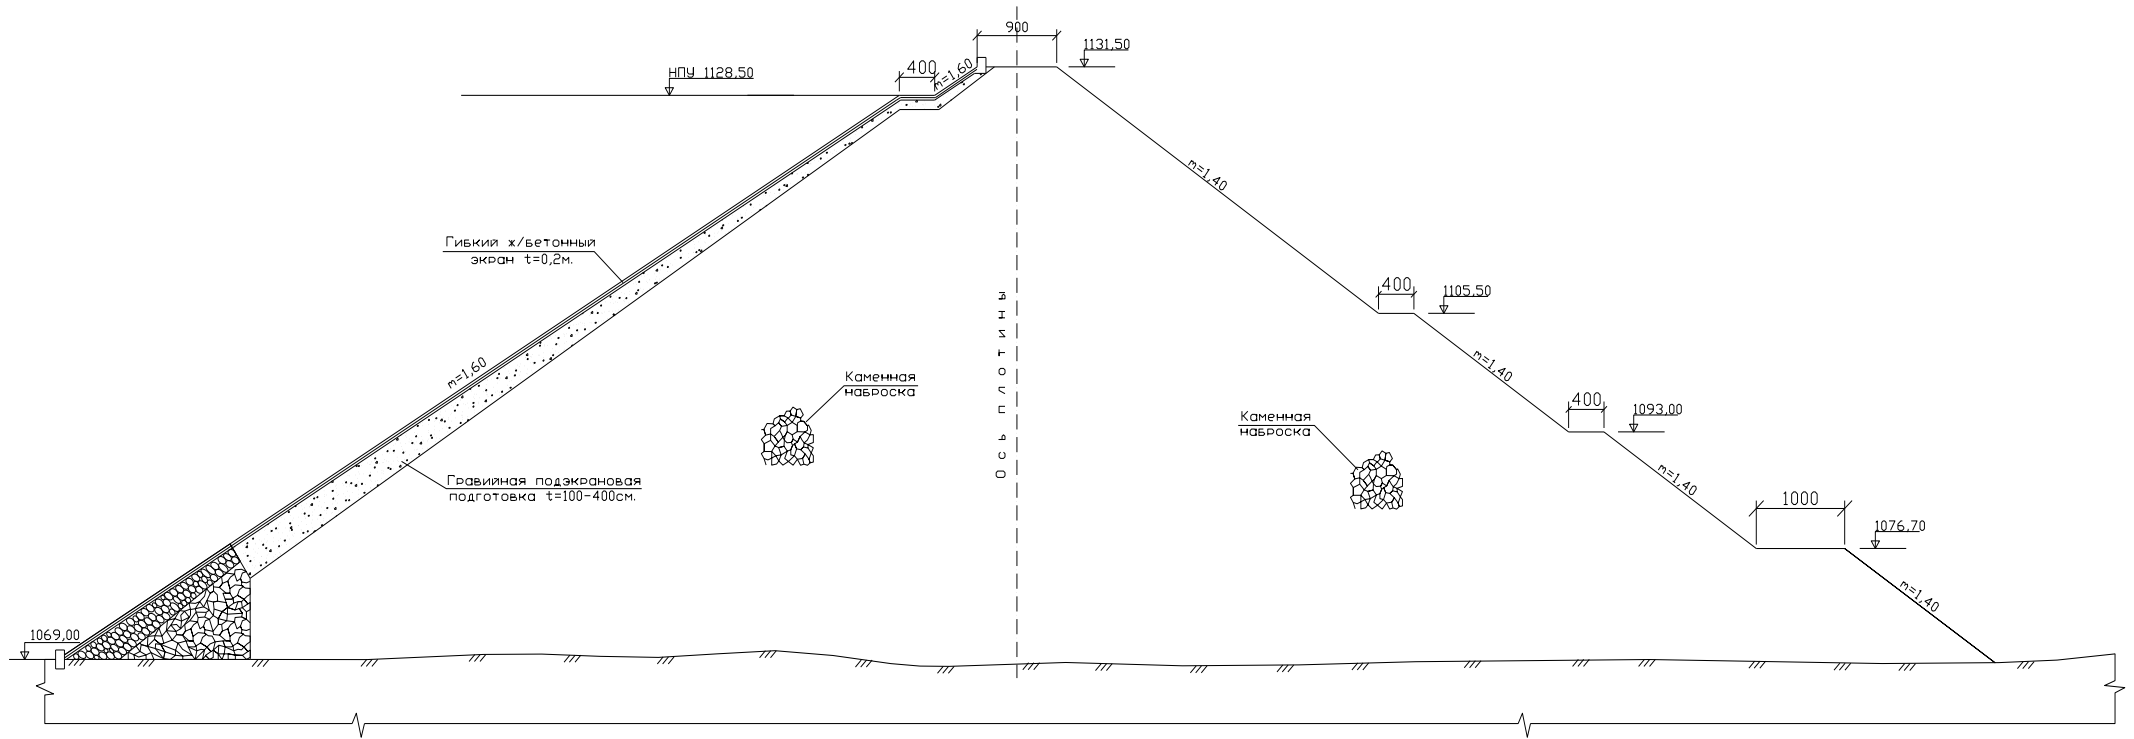 900
1131,50
НПУ 1128,50
400
m=1,60
m=1,40
Гибкий ж/бетонный
экран t=0,2м.
Ось плотины
400
1105,50
m=1,60
m=1,40
Каменная
наброска
400
1093,00
Каменная
наброска
Гравийная подэкрановая
подготовка t=100-400см.
m=1,40
1000
1076,70
m=1,40
1069,00